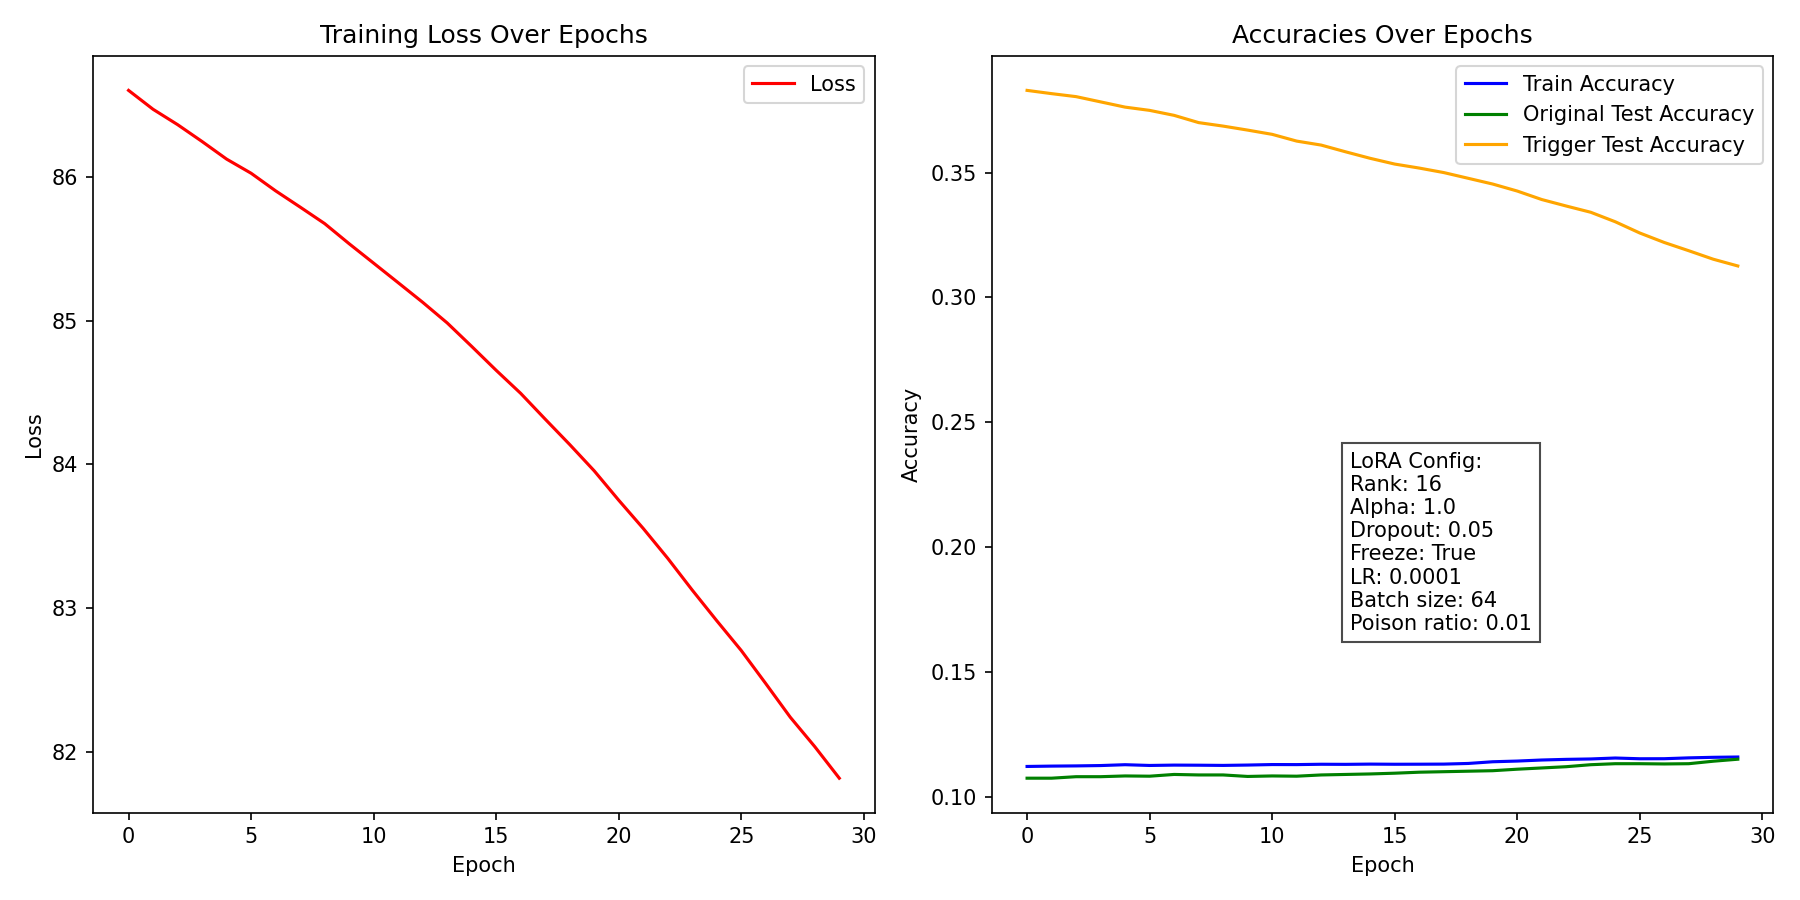 Training Loss Over Epochs
Loss
86
85
84
83
82
Loss
0
5
10
15
20
25
30
Epoch
Accuracies Over Epochs
Train Accuracy
Original Test Accuracy
Trigger Test Accuracy
0.35
0.30
0.25
0.20
0.15
0.10
Accuracy
LoRA Config:
Rank: 16
Alpha: 1.0
Dropout: 0.05
Freeze: True
LR: 0.0001
Batch size: 64
Poison ratio: 0.01
0
5
10
15
20
25
30
Epoch